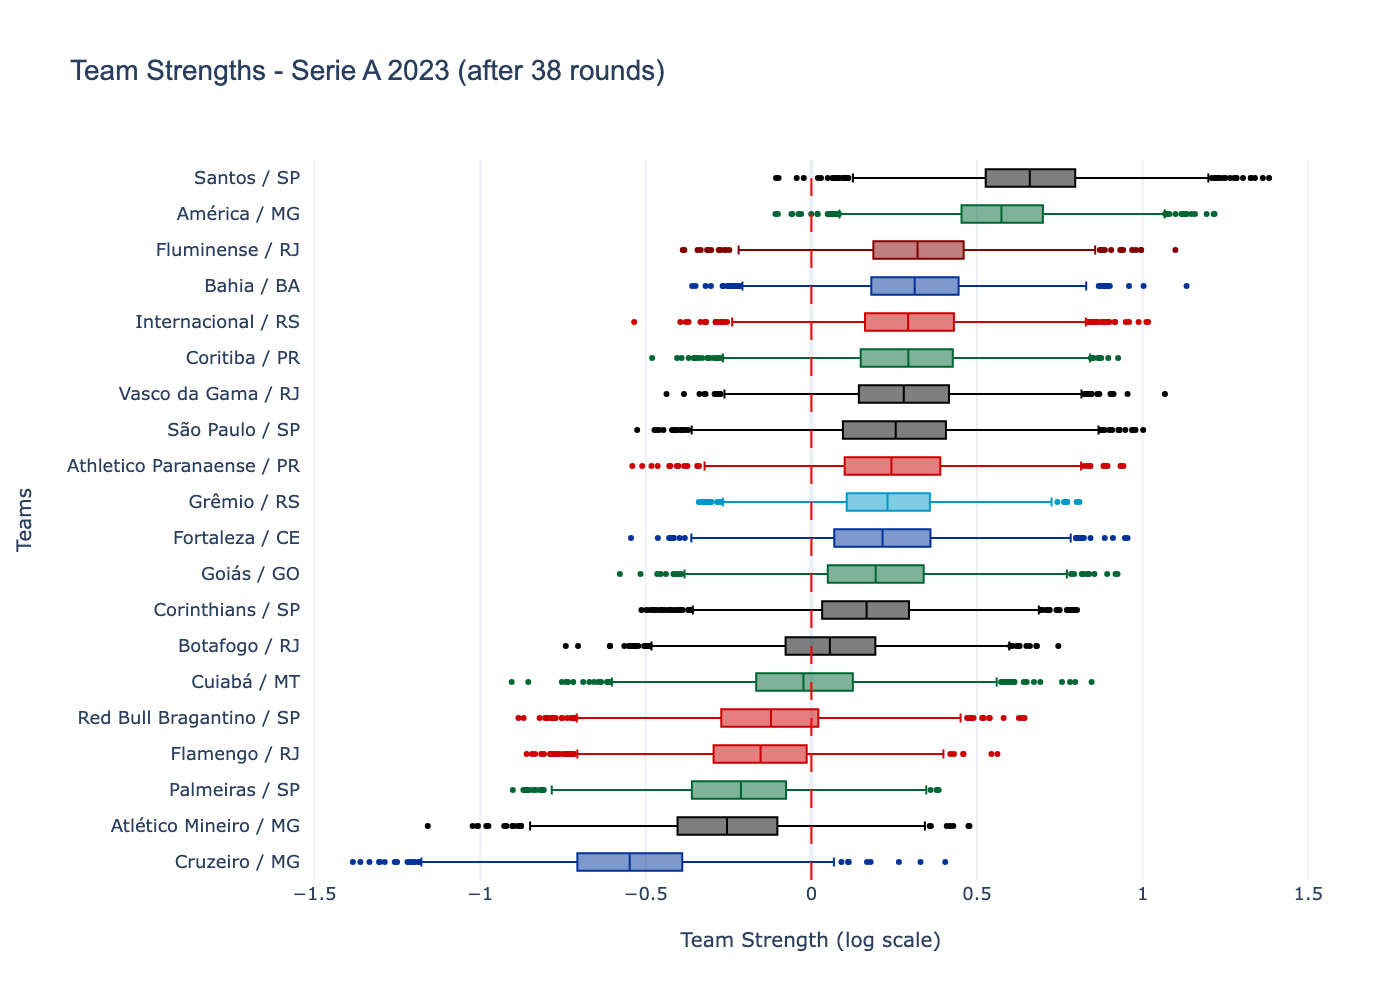 Team Strengths - Serie A 2023 (after 38 rounds)
Teams
Santos / SP
América / MG
Fluminense / RJ
Bahia / BA
Internacional / RS
Coritiba / PR
Vasco da Gama / RJ
São Paulo / SP
Athletico Paranaense / PR
Grêmio / RS
Fortaleza / CE
Goiás / GO
Corinthians / SP
Botafogo / RJ
Cuiabá / MT
Red Bull Bragantino / SP
Flamengo / RJ
Palmeiras / SP
Atlético Mineiro / MG
Cruzeiro / MG
−1.5 −1 −0.5 0 0.5 1 1.5
Team Strength (log scale)